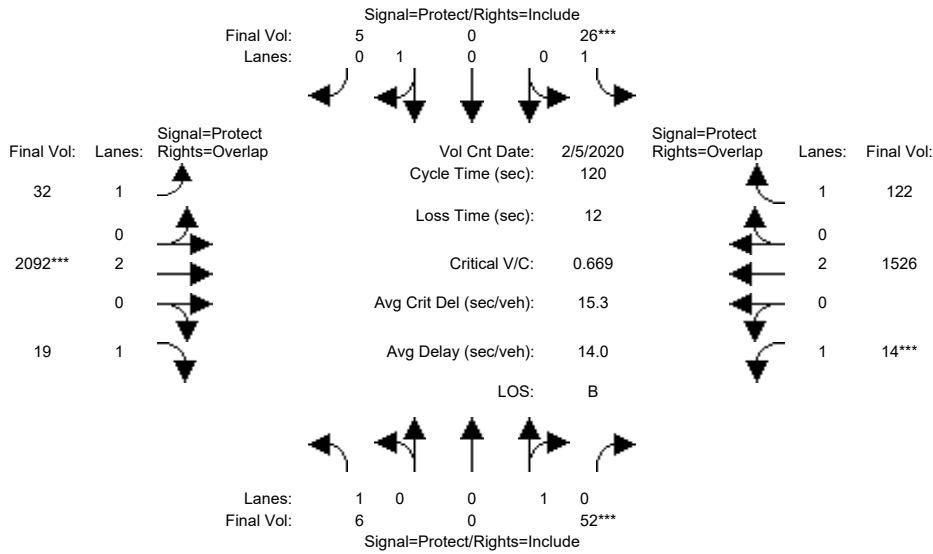 Signal=Protect/Rights=Include
Final Vol: 5 0 26***
Lanes: 0 1 0 0 1
Signal=Protect Signal=Protect
Final Vol: Lanes: Rights=Overlap Vol Cnt Date: 2/5/2020 Rights=Overlap Lanes: Final Vol:
Cycle Time (sec): 120
32 1 1 122
Loss Time (sec): 12
0 0
2092*** 2 Critical V/C: 0.669 2 1526
0 Avg Crit Del (sec/veh): 15.3 0
19 1 Avg Delay (sec/veh): 14.0 1 14***
LOS: B
Lanes: 1 0 0 1 0
Final Vol: 6 0 52***
Signal=Protect/Rights=Include